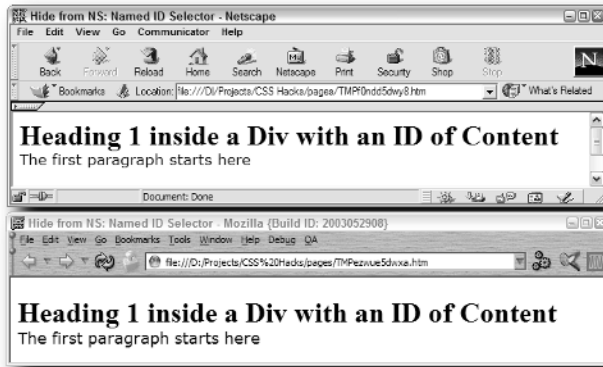 Hide from NS: Named ID Selector - Netscape
File Edit View Go Communicator Help
Back Forward Reload Home Search Netscape Print Security Shop Stop
N
Bookmarks Location: file:///D|/Projects/CSS Hacks/pages/TMPf0ndd5dwy8.htm What's Related
Heading 1 inside a Div with an ID of Content
The first paragraph starts here
Document: Done
Hide from NS: Named ID Selector - Mozilla {Build ID: 2003052908}
File Edit View Go Bookmarks Tools Window Help Debug QA
file:///D:/Projects/CSS%20Hacks/pages/TMPezwue5dwxa.htm
Heading 1 inside a Div with an ID of Content
The first paragraph starts here